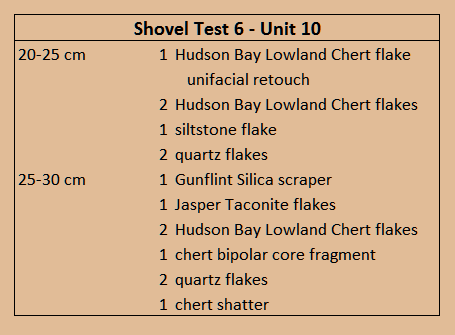 Shovel Test 6 - Unit 10
20-25 cm 1 Hudson Bay Lowland Chert flake
unifacial retouch
2 Hudson Bay Lowland Chert flakes
1 siltstone flake
2 quartz flakes
25-30 cm 1 Gunflint Silica scraper
1 Jasper Taconite flakes
2 Hudson Bay Lowland Chert flakes
1 chert bipolar core fragment
2 quartz flakes
1 chert shatter